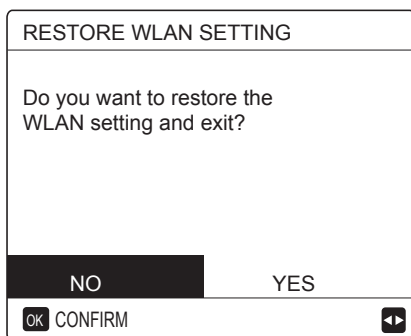 RESTORE WLAN SETTING
Do you want to restore the
WLAN setting and exit?
NO YES
OK CONFIRM